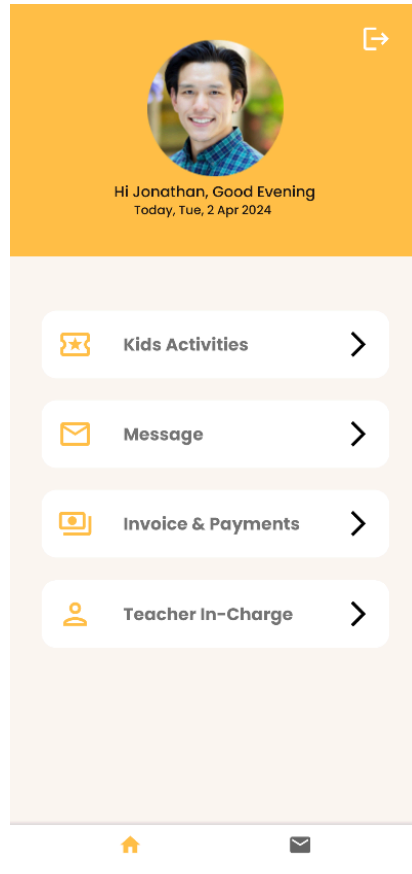 Hi Jonathan, Good Evening
Today, Tue, 2 Apr 2024
Kids Activities
Message
Invoice & Payments
Teacher In-Charge